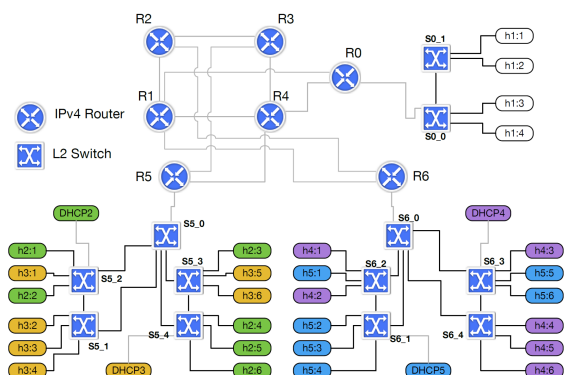 R2
R3
R0
S0_1
h1:1
h1:2
h1:3
h1:4
S0_0
R1
R4
IPv4 Router
L2 Switch
R5
R6
DHCP2
S5_0
S6_0
DHCP4
h2:1
h3:1
h2:2
S5_2
S5_3
h2:3
h3:5
h3:6
h4:1
h5:1
h4:2
S6_2
S6_3
h4:3
h5:5
h5:6
h3:2
h3:3
h3:4
S5_1
S5_4
h2:4
h2:5
h2:6
h5:2
h5:3
h5:4
S6_1
S6_4
h4:4
h4:5
h4:6
DHCP3
DHCP5